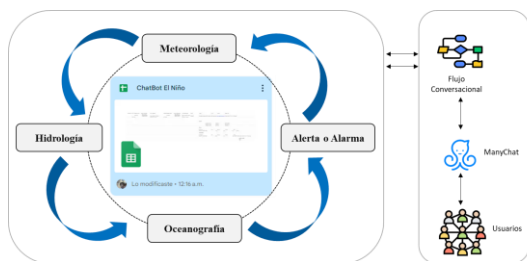 Meteorología
ChatBot El Niño
Hidrología
Alerta o Alarma
Lo modificaste • 12:16 a.m.
Oceanografía
Flujo
Conversacional
ManyChat
Usuarios